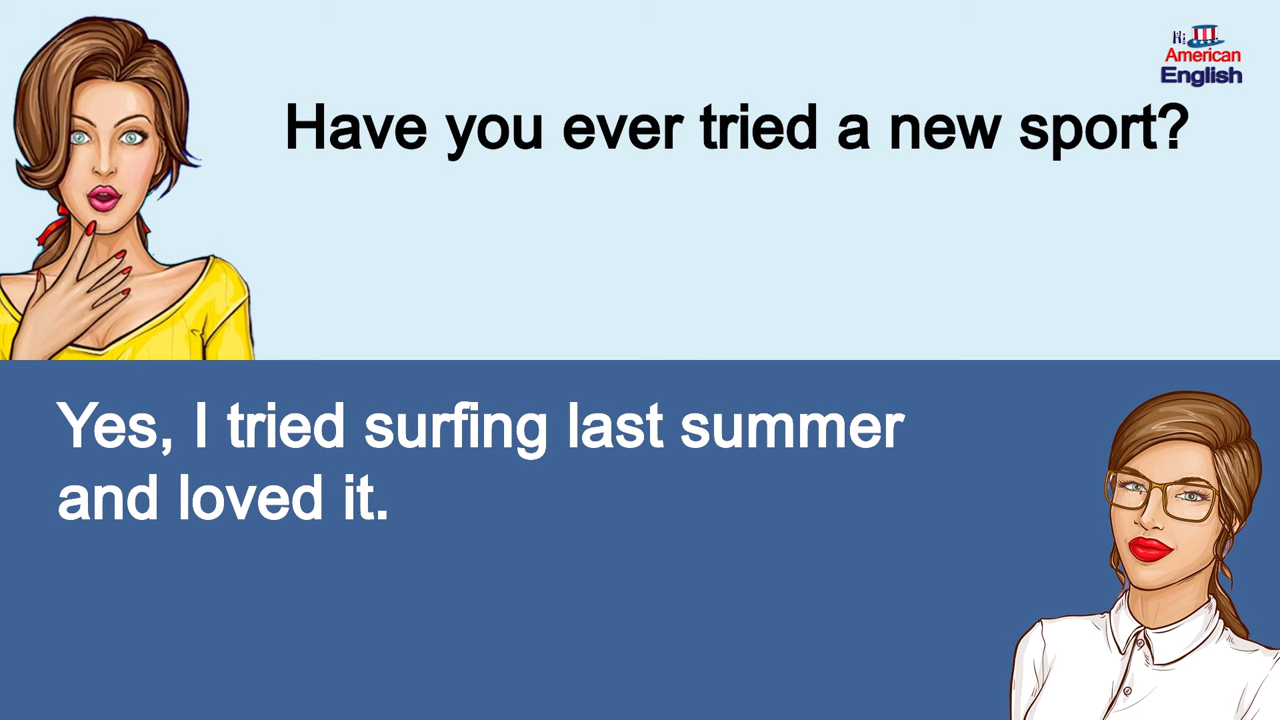 Hi
American
English
Have you ever tried a new sport?
Yes, I tried surfing last summer
and loved it.